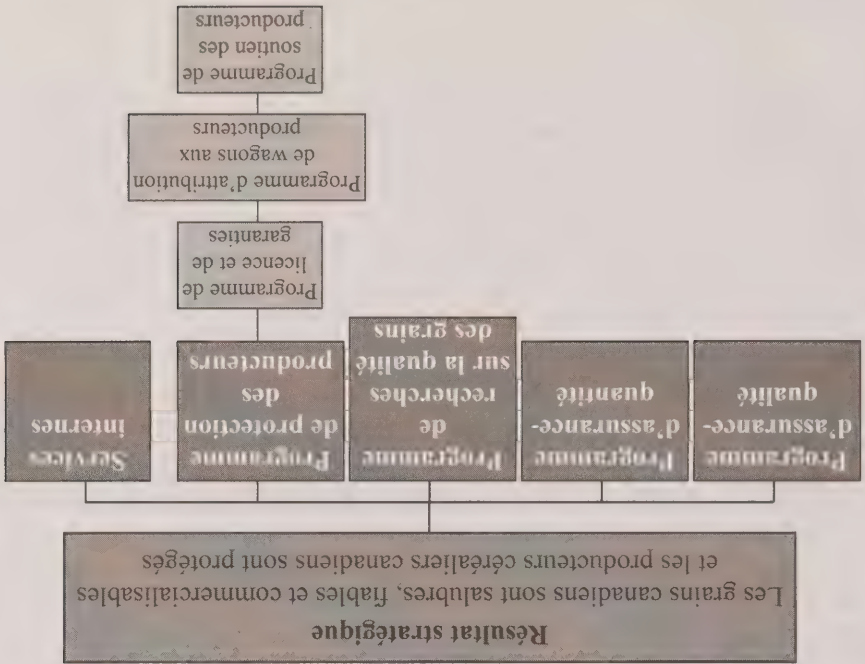 Résultat stratégique
Les grains canadiens sont salubres, fiables et commercialisables
et les producteurs céréaliers canadiens sont protégés
Programme
d'assurance-
qualité
Programme
d'assurance-
quantité
Programme
de
recherches
sur la qualité
des grains
Programme
de protection
des
producteurs
Services
internes
Programme de
licence et de
garanties
Programme d'attribution
de wagons aux
producteurs
Programme de
soutien des
producteurs